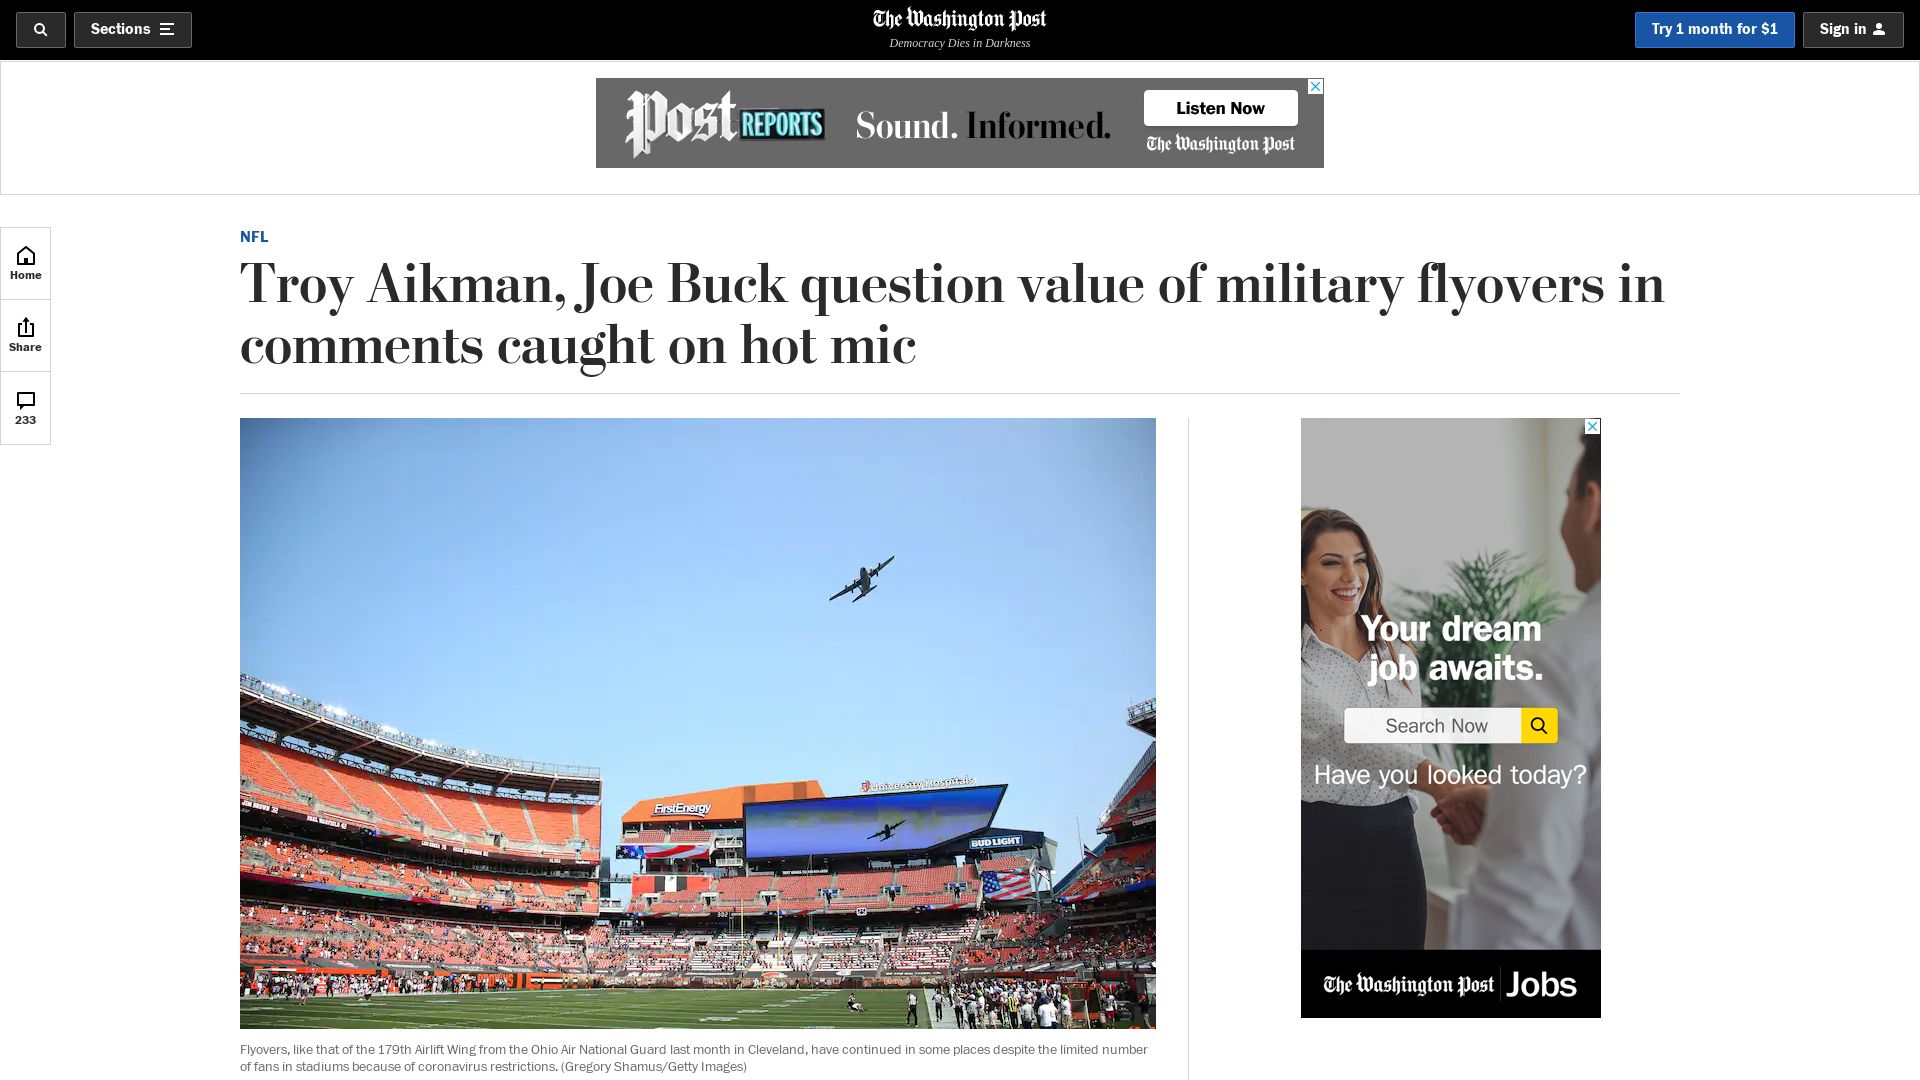 Sections
The Washington Post
Democracy Dies in Darkness
Try 1 month for $1
Sign in
Post REPORTS
Sound. Informed.
Listen Now
The Washington Post
Home
Share
233
NFL
Troy Aikman, Joe Buck question value of military flyovers in
comments caught on hot mic
FirstEnergy
University Hospitals
BUD LIGHT
Flyovers, like that of the 179th Airlift Wing from the Ohio Air National Guard last month in Cleveland, have continued in some places despite the limited number
of fans in stadiums because of coronavirus restrictions. (Gregory Shamus/Getty Images)
Your dream
job awaits.
Search Now
Have you looked today?
The Washington Post Jobs